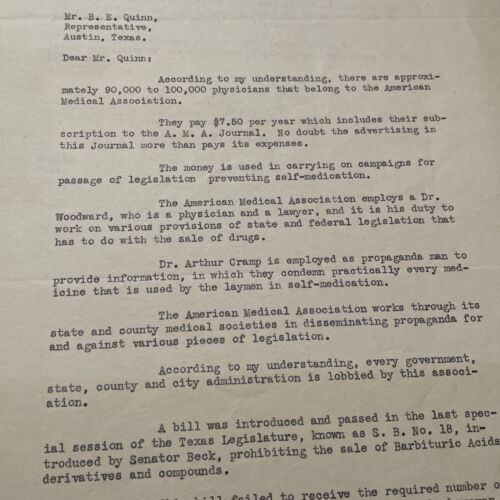 Mr. B. E. Quinn,
Representative,
Austin, Texas.
Dear Mr. Quinn:
According to my understanding, there are approxi-
mately 90,000 to 100,000 physicians that belong to the American
Medical Association.
They pay $7.50 per year which includes their sub-
scription to the A. M. A. Journal. No doubt the advertising in
this Journal more than pays its expenses.
The money is used in carrying on campaigns for
passage of legislation preventing self-medication.
The American Medical Association employs a Dr.
Woodward, who is a physician and a lawyer, and it is his duty to
work on various provisions of state and federal legislation that
has to do with the sale of drugs.
Dr. Arthur Cramp is employed as propaganda man to
provide information, in which they condemn practically every med-
icine that is used by the laymen in self-medication.
The American Medical Association works through its
state and county medical societies in disseminating propaganda for
and against various pieces of legislation.
According to my understanding, every government,
state, county and city administration is lobbied by this associ-
ation.
A bill was introduced and passed in the last spec-
ial session of the Texas Legislature, known as S. B. No. 18, in-
troduced by Senator Beck, prohibiting the sale of Barbituric Acids
derivatives and compounds.
bill failed to receive the required number